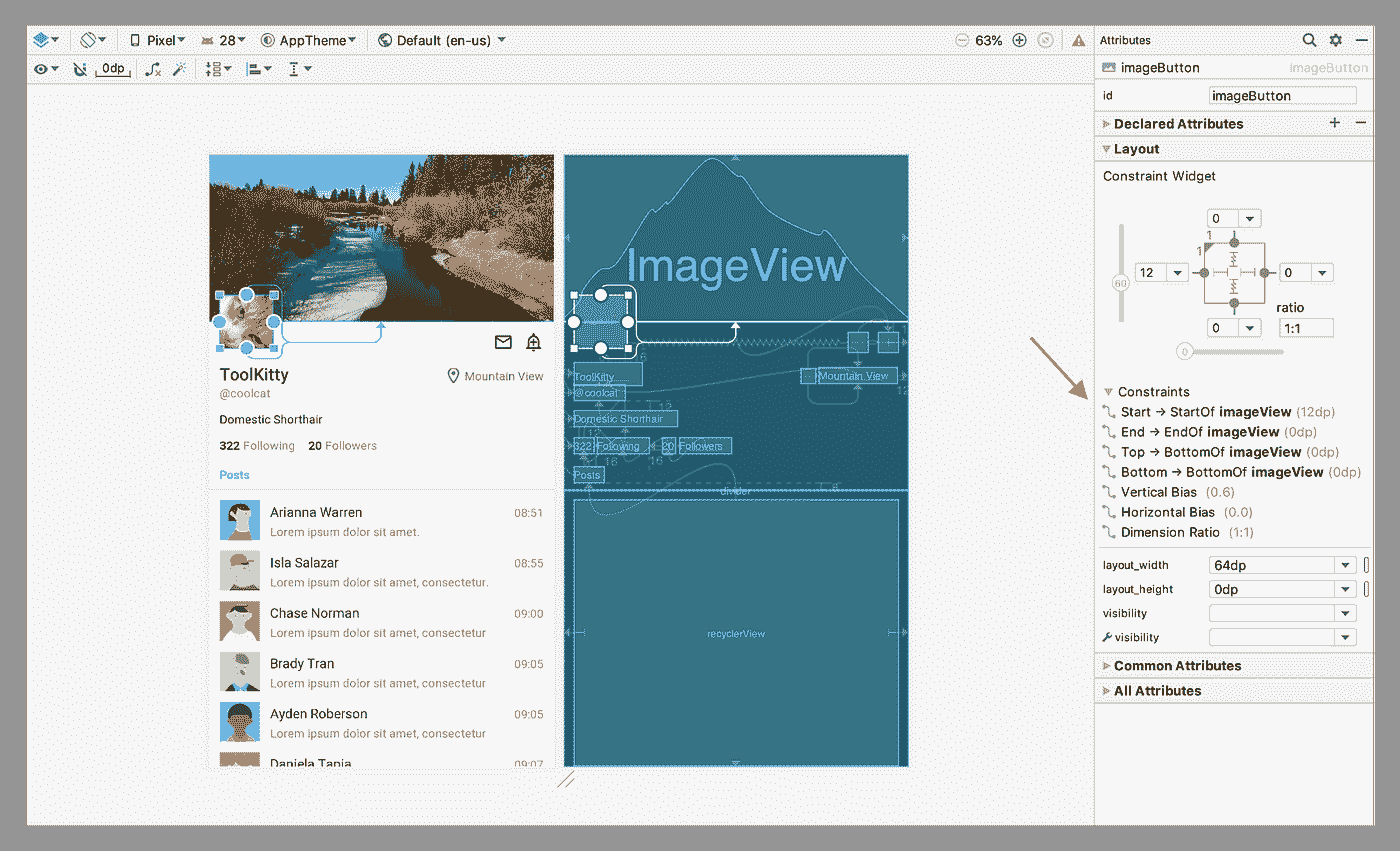 Pixel 28 AppTheme Default (en-us) 63%
0dp
ToolKitty
@coolcat
Mountain View
Domestic Shorthair
322 Following 20 Followers
Posts
Arianna Warren 08:51
Lorem ipsum dolor sit amet.
Isla Salazar 08:55
Lorem ipsum dolor sit amet, consectetur.
Chase Norman 09:00
Lorem ipsum dolor sit amet, consectetur
Brady Tran 09:05
Lorem ipsum dolor sit amet, consectetur
Ayden Roberson 09:05
Lorem ipsum dolor sit amet, consectetur
Daniela Tapia 09:07
ImageView
ToolKitty
@coolcat
Mountain View
12
Domestic Shorthair
12
322 Following 20 Followers
16 16
Posts
8
divider
recyclerView
Attributes
imageButton ImageButton
id imageButton
Declared Attributes
Layout
Constraint Widget
0
1
1
12 0
60
0
ratio
1:1
0
Constraints
Start → StartOf imageView (12dp)
End → EndOf imageView (0dp)
Top → BottomOf imageView (0dp)
Bottom → BottomOf imageView (0dp)
Vertical Bias (0.6)
Horizontal Bias (0.0)
Dimension Ratio (1:1)
layout_width 64dp
layout_height 0dp
visibility
visibility
Common Attributes
All Attributes